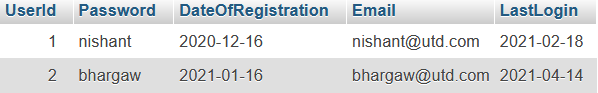 UserId Password DateOfRegistration Email LastLogin
1 nishant 2020-12-16 nishant@utd.com 2021-02-18
2 bhargaw 2021-01-16 bhargaw@utd.com 2021-04-14